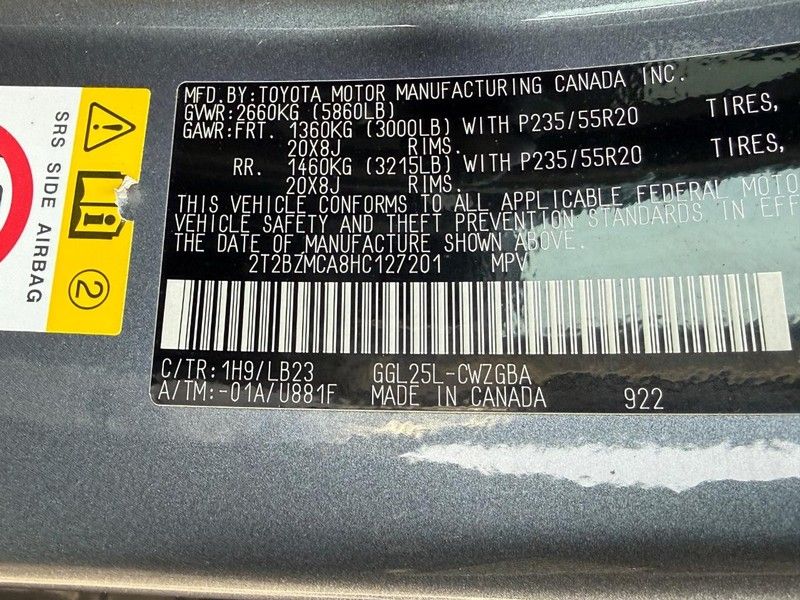 MFD.BY:TOYOTA MOTOR MANUFACTURING CANADA INC.
GVWR:2660KG (5860LB)
GAWR:FRT. 1360KG (3000LB) WITH P235/55R20 TIRES,
20X8J RIMS.
RR. 1460KG (3215LB) WITH P235/55R20 TIRES,
20X8J RIMS.
THIS VEHICLE CONFORMS TO ALL APPLICABLE FEDERAL MOTO
VEHICLE SAFETY AND THEFT PREVENTION STANDARDS IN EFF
THE DATE OF MANUFACTURE SHOWN ABOVE.
2T2BZMCA8HC127201 MPV
C/TR:1H9/LB23 GGL25L-CWZGBA
A/TM:-01A/U881F MADE IN CANADA 922
SRS SIDE AIRBAG
2